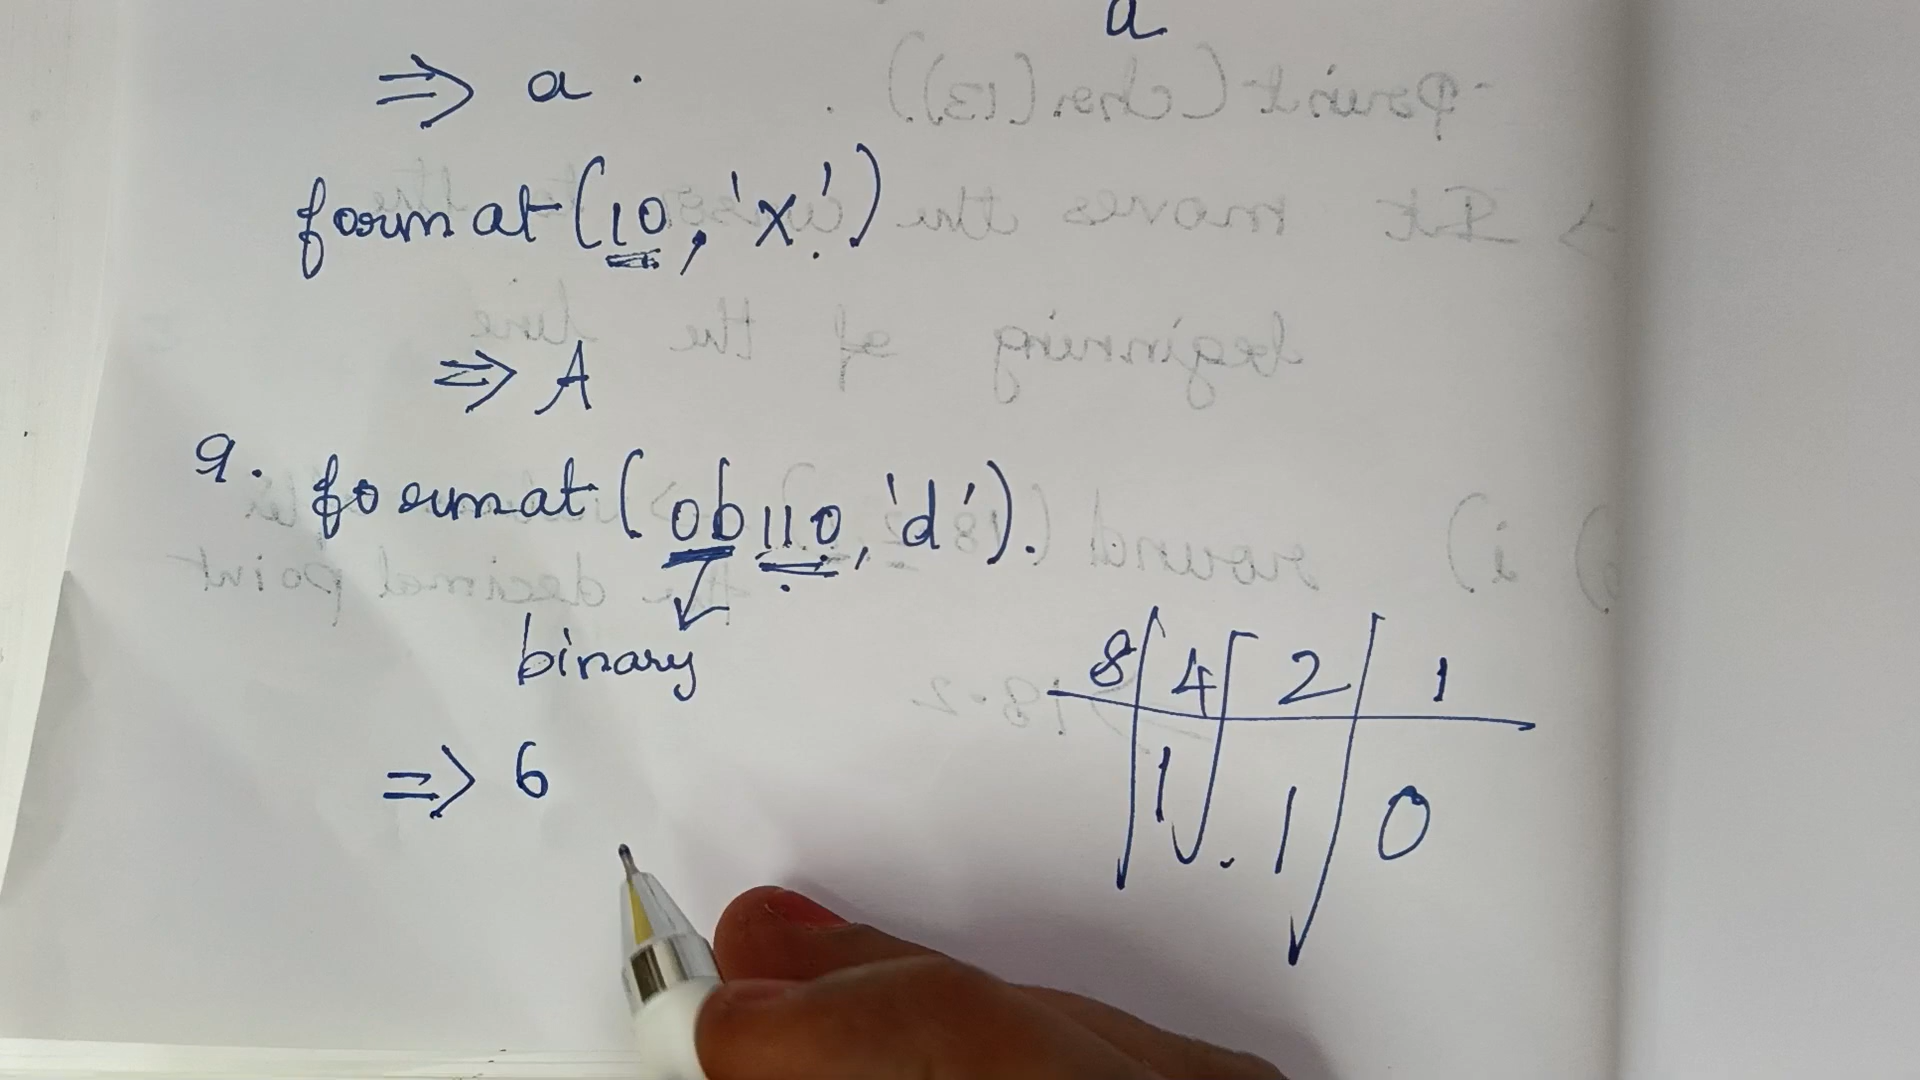 a
⇒ a.
format(10, 'X')
⇒ A
9. format(0b110, 'd').
binary
8 4 2 1
1 1 0
⇒ 6